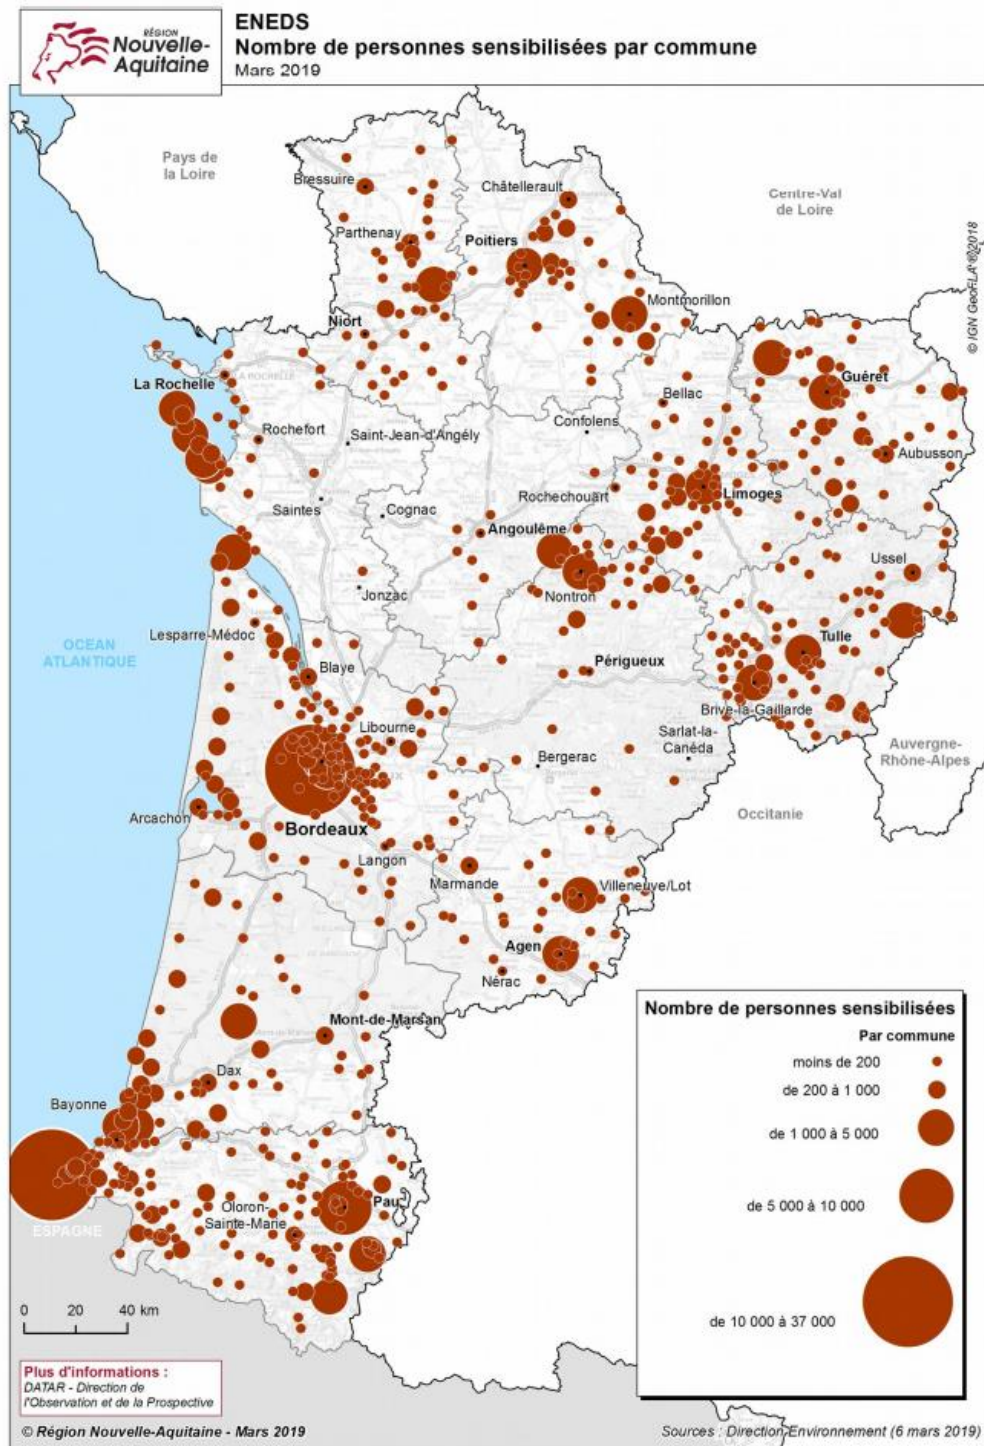 RÉGION
Nouvelle-
Aquitaine
ENEDS
Nombre de personnes sensibilisées par commune
Mars 2019
Pays de
la Loire
Bressuire
Châtellerault
Centre-Val
de Loire
Parthenay
Poitiers
© IGN GeoFLA®©2018
Montmorillon
Niort
LA ROCHELLE
La Rochelle
Guéret
Bellac
Rochefort
Saint-Jean-d'Angély
Confolens
Aubusson
Rochechouart
Limoges
Saintes
Cognac
Angoulême
Ussel
Nontron
Jonzac
Lesparre-Médoc
OCEAN
ATLANTIQUE
Tulle
Blaye
Périgueux
Brive-la-Gaillarde
Libourne
Sarlat-la-
Canéda
Bergerac
Auvergne-
Rhône-Alpes
Occitanie
Arcachon
Bordeaux
Langon
Marmande
Villeneuve/Lot
Agen
Nérac
Mont-de-Marsan
Dax
Bayonne
Pau
Oloron-
Sainte-Marie
ESPAGNE
Nombre de personnes sensibilisées
Par commune
moins de 200
de 200 à 1 000
de 1 000 à 5 000
de 5 000 à 10 000
de 10 000 à 37 000
0 20 40 km
Plus d'informations :
DATAR - Direction de
l'Observation et de la Prospective
© Région Nouvelle-Aquitaine - Mars 2019
Sources : Direction Environnement (6 mars 2019)